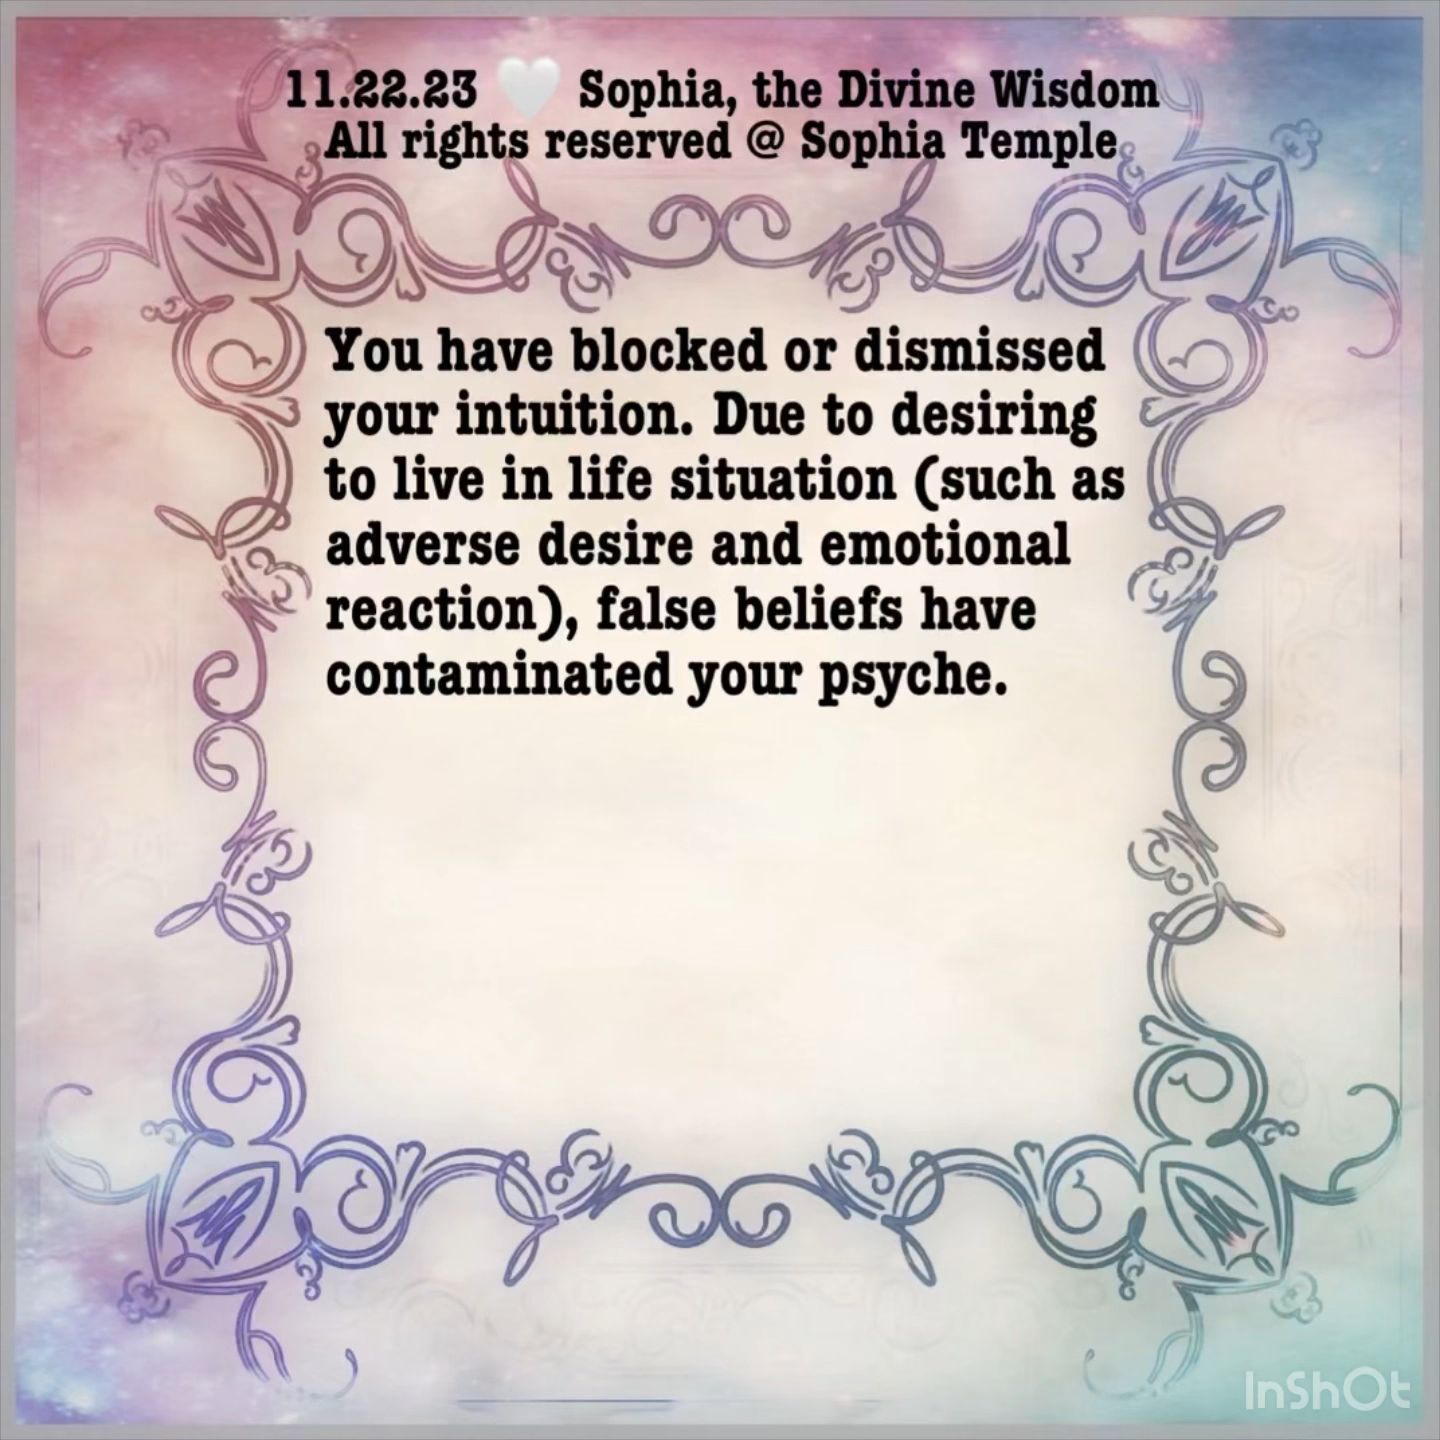 11.22.23 🤍 Sophia, the Divine Wisdom
All rights reserved @ Sophia Temple
You have blocked or dismissed
your intuition. Due to desiring
to live in life situation (such as
adverse desire and emotional
reaction), false beliefs have
contaminated your psyche.
InShOt